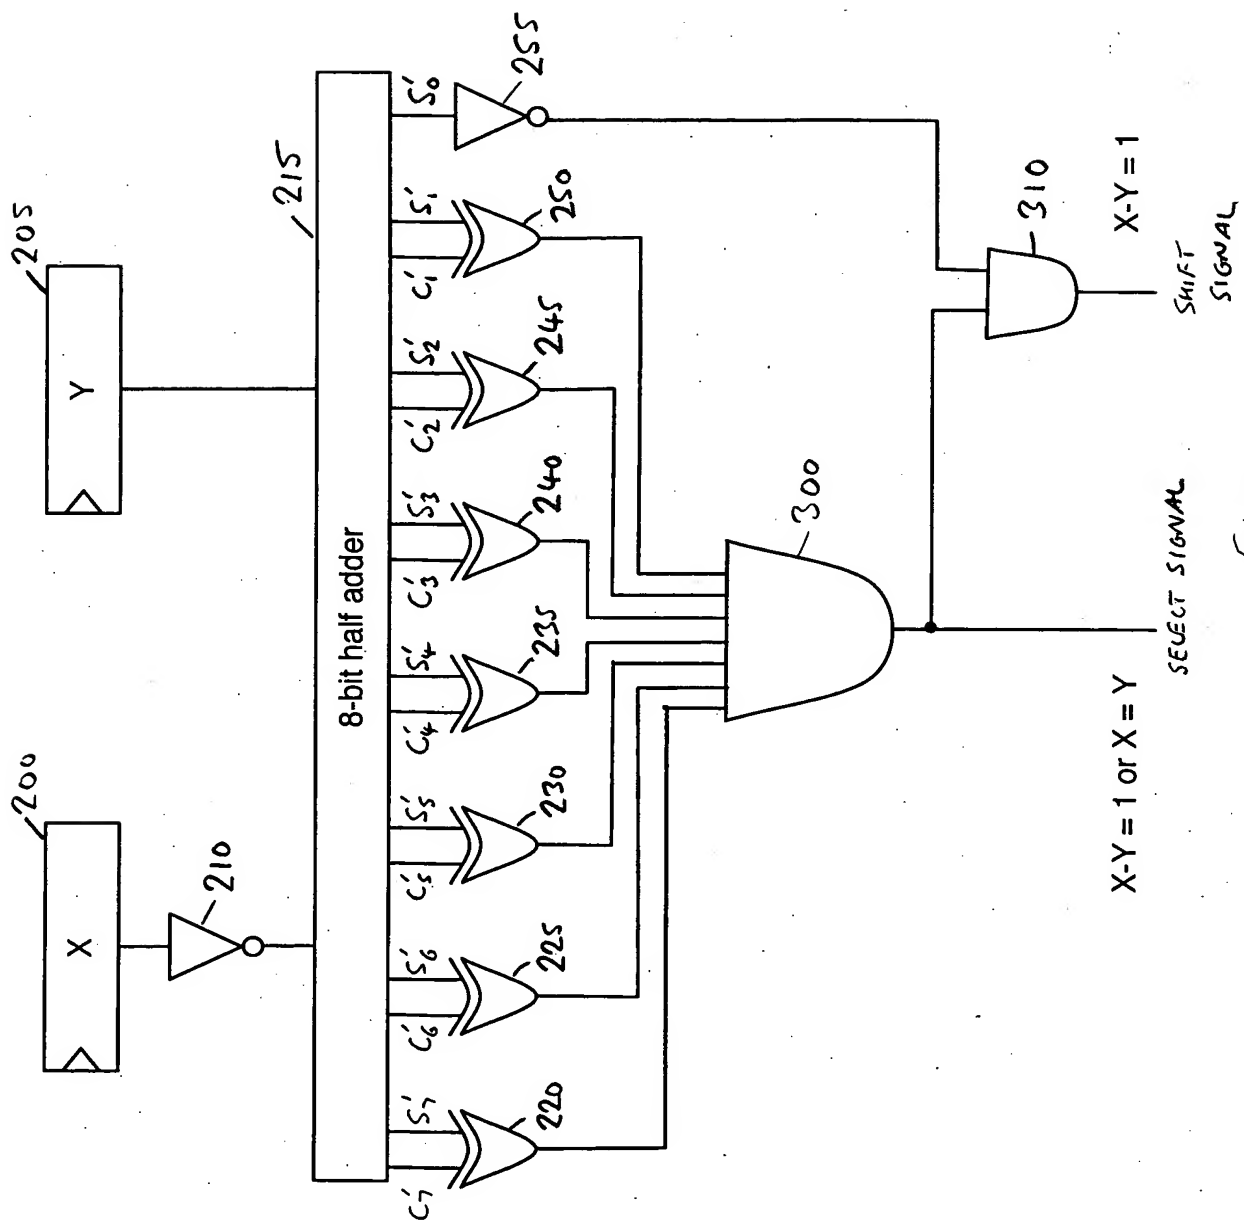 200
205
X
Y
210
215
8-bit half adder
C'7 S'7 C'6 S'6 C'5 S'5 C'4 S'4 C'3 S'3 C'2 S'2 C'1 S'1 S'0
220
225
230
235
240
245
250
255
300
310
X-Y = 1 or X = Y
SELECT SIGNAL
X-Y = 1
SHIFT
SIGNAL